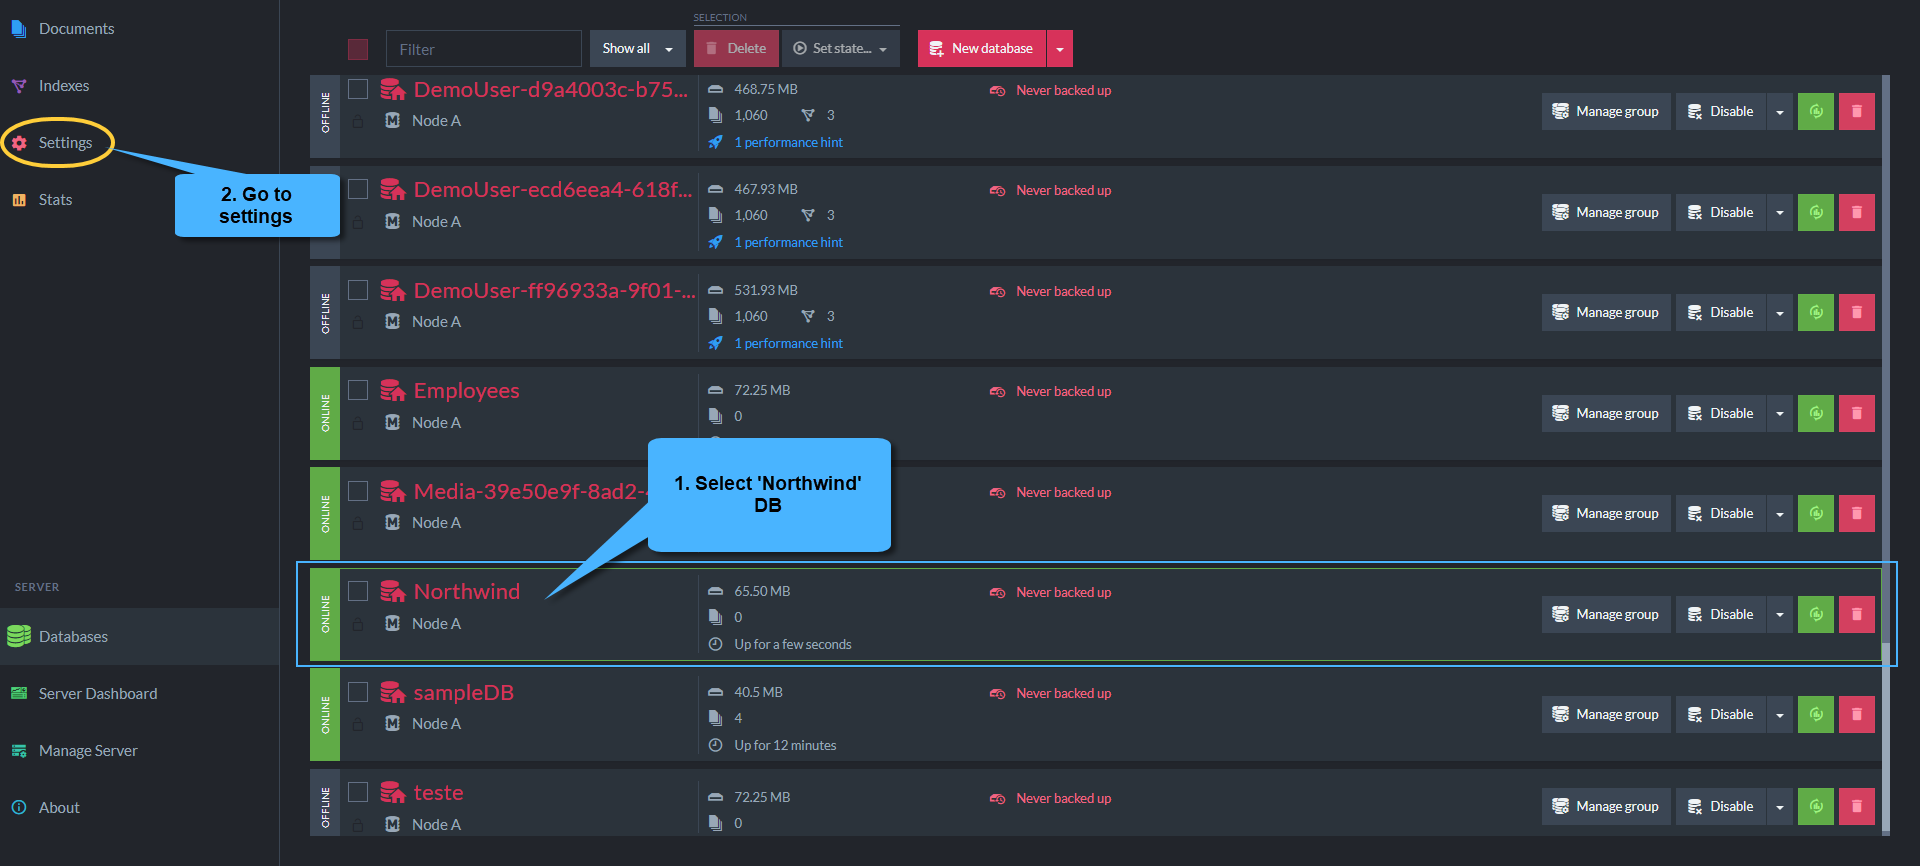 Documents
Indexes
Settings
Stats
2. Go to
settings
SERVER
Databases
Server Dashboard
Manage Server
About
SELECTION
Filter
Show all
Delete
Set state...
New database
OFFLINE
DemoUser-d9a4003c-b75...
Node A
468.75 MB
1,060 3
1 performance hint
Never backed up
Manage group
Disable
DemoUser-ecd6eea4-618f...
Node A
467.93 MB
1,060 3
1 performance hint
Never backed up
Manage group
Disable
OFFLINE
DemoUser-ff96933a-9f01-...
Node A
531.93 MB
1,060 3
1 performance hint
Never backed up
Manage group
Disable
ONLINE
Employees
Node A
72.25 MB
0
Never backed up
Manage group
Disable
ONLINE
Media-39e50e9f-8ad2-
Node A
1. Select 'Northwind'
DB
Never backed up
Manage group
Disable
ONLINE
Northwind
Node A
65.50 MB
0
Up for a few seconds
Never backed up
Manage group
Disable
ONLINE
sampleDB
Node A
40.5 MB
4
Up for 12 minutes
Never backed up
Manage group
Disable
OFFLINE
teste
Node A
72.25 MB
0
Never backed up
Manage group
Disable